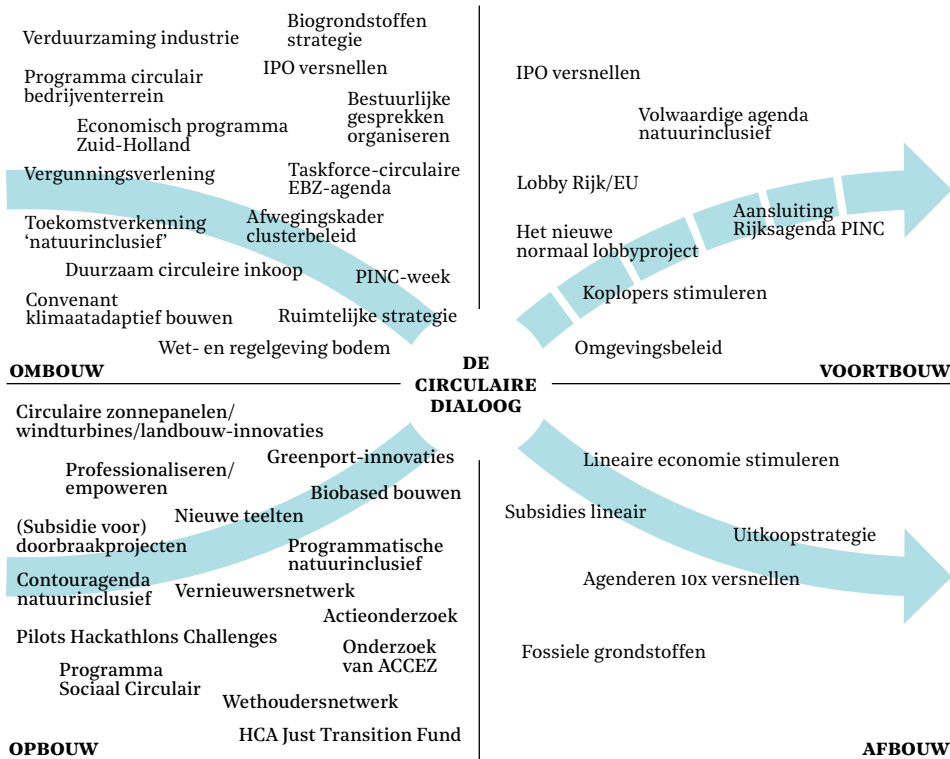 Verduurzaming industrie
Biogrondstoffen
strategie
IPO versnellen
Programma circulair
bedrijventerrein
Bestuurlijke
gesprekken
organiseren
Economisch programma
Zuid-Holland
Vergunningsverlening
Taskforce-circulaire
EBZ-agenda
Toekomstverkenning
‘natuurinclusief’
Afwegingskader
clusterbeleid
Duurzaam circuleire inkoop
PINC-week
Convenant
klimaatadaptief bouwen
Ruimtelijke strategie
Wet- en regelgeving bodem
OMBOUW
IPO versnellen
Volwaardige agenda
natuurinclusief
Lobby Rijk/EU
Aansluiting
Rijksagenda PINC
Het nieuwe
normaal lobbyproject
Koplopers stimuleren
Omgevingsbeleid
VOORTBOUW
DE
CIRCULAIRE
DIALOOG
Circulaire zonnepanelen/
windturbines/landbouw-innovaties
Greenport-innovaties
Professionaliseren/
empoweren
Biobased bouwen
Nieuwe teelten
(Subsidie voor)
doorbraakprojecten
Programmatische
natuurinclusief
Contouragenda
natuurinclusief
Vernieuwersnetwerk
Actieonderzoek
Pilots Hackathlons Challenges
Onderzoek
van ACCEZ
Programma
Sociaal Circulair
Wethoudersnetwerk
HCA Just Transition Fund
OPBOUW
Lineaire economie stimuleren
Subsidies lineair
Uitkoopstrategie
Agenderen 10x versnellen
Fossiele grondstoffen
AFBOUW